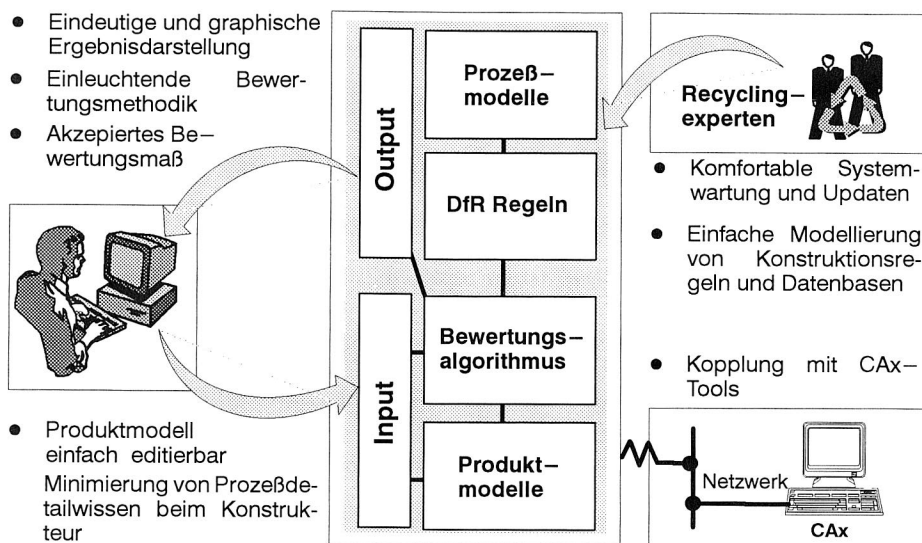 ● Eindeutige und graphische
Ergebnisdarstellung
● Einleuchtende Bewer-
tungsmethodik
● Akzepiertes Be–
wertungsmaß
● Produktmodell
einfach editierbar
Minimierung von Prozeßde-
tailwissen beim Konstruk-
teur
Output
Input
Prozeß–
modelle
DfR Regeln
Bewertungs–
algorithmus
Produkt–
modelle
Recycling–
experten
● Komfortable System-
wartung und Updaten
● Einfache Modellierung
von Konstruktionsre-
geln und Datenbasen
● Kopplung mit CAx–
Tools
Netzwerk
CAx